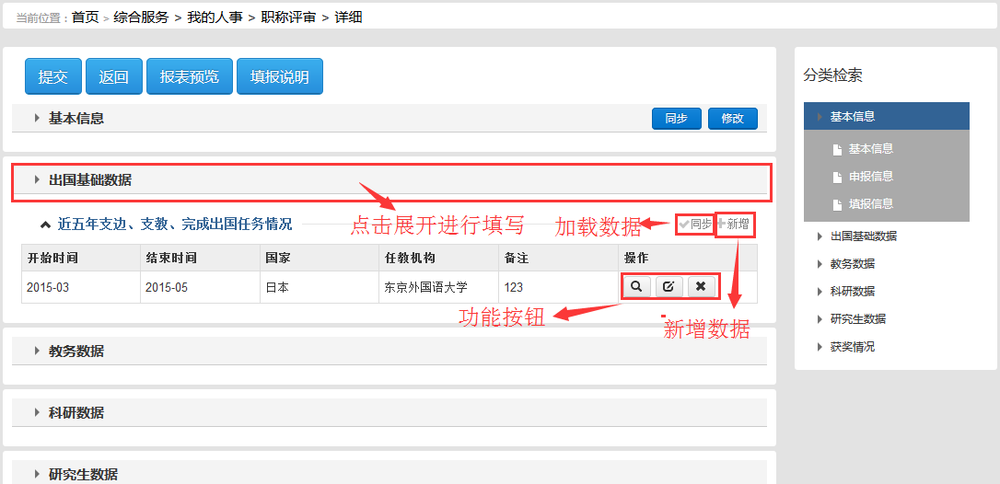 当前位置：首页 > 综合服务 > 我的人事 > 职称评审 > 详细
提交 返回 报表预览 填报说明
基本信息 同步 修改
出国基础数据
近五年支边、支教、完成出国任务情况 同步 新增
点击展开进行填写 加载数据
开始时间 结束时间 国家 任教机构 备注 操作
2015-03 2015-05 日本 东京外国语大学 123
功能按钮 新增数据
教务数据
科研数据
研究生数据
分类检索
基本信息
基本信息
申报信息
填报信息
出国基础数据
教务数据
科研数据
研究生数据
获奖情况